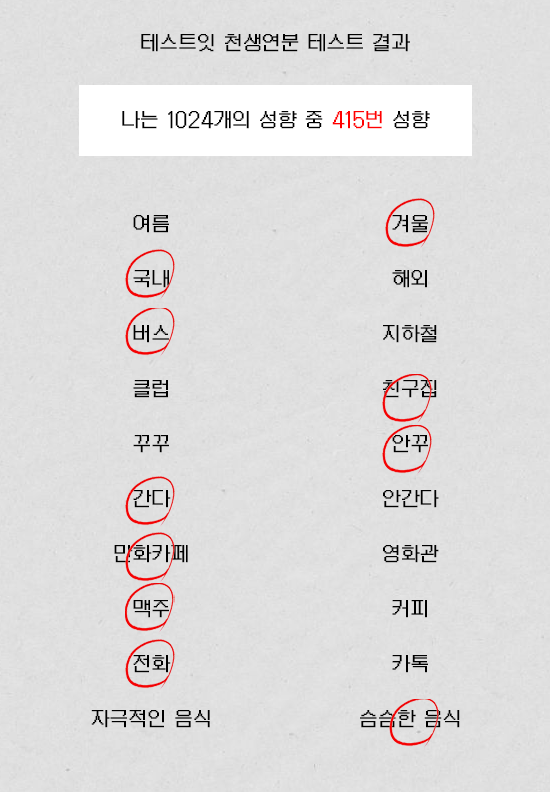 테스트잇 천생연분 테스트 결과
나는 1024개의 성향 중 415번 성향
여름 겨울
국내 해외
버스 지하철
클럽 친구집
꾸꾸 안꾸
간다 안간다
만화카페 영화관
맥주 커피
전화 카톡
자극적인 음식 슴슴한 음식